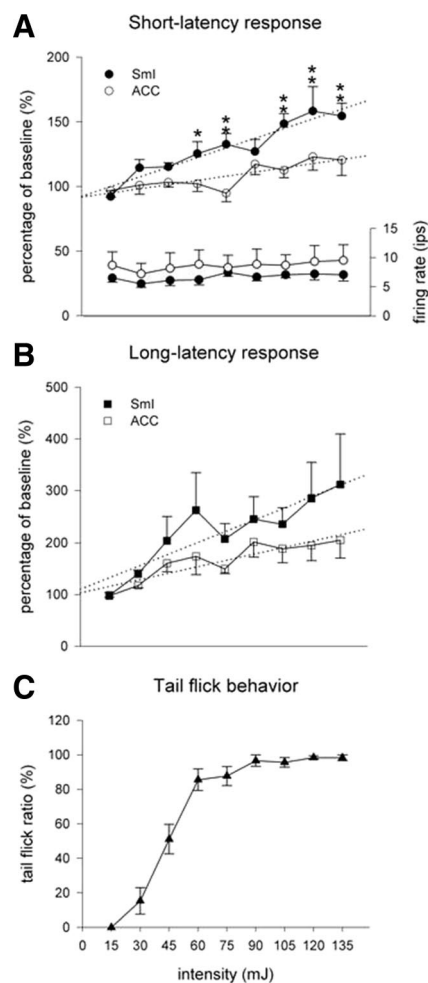 A
Short-latency response
200
150
100
50
0
percentage of baseline (%)
SmI
ACC
*
**
**
**
**
15
10
5
0
firing rate (ips)
B
Long-latency response
500
400
300
200
100
0
percentage of baseline (%)
SmI
ACC
C
Tail flick behavior
120
100
80
60
40
20
0
tail flick ratio (%)
0 15 30 45 60 75 90 105 120 135
intensity (mJ)